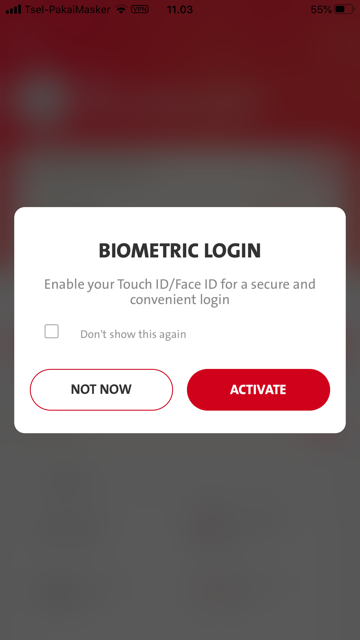 Tsel-PakaiMasker VPN 11.03 55%
BIOMETRIC LOGIN
Enable your Touch ID/Face ID for a secure and
convenient login
Don't show this again
NOT NOW
ACTIVATE